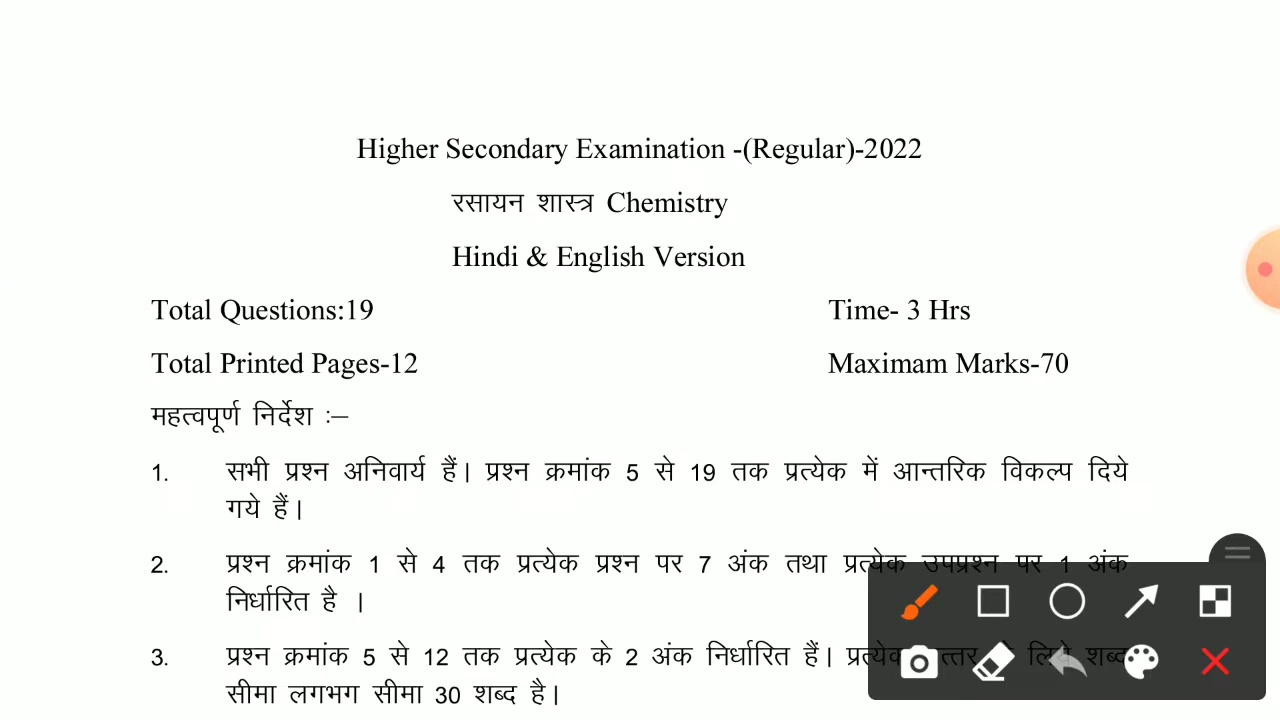 Higher Secondary Examination -(Regular)-2022
रसायन शास्त्र Chemistry
Hindi & English Version
Total Questions:19 Time- 3 Hrs
Total Printed Pages-12 Maximam Marks-70
महत्वपूर्ण निर्देश :–
1. सभी प्रश्न अनिवार्य हैं। प्रश्न क्रमांक 5 से 19 तक प्रत्येक में आन्तरिक विकल्प दिये
गये हैं।
2. प्रश्न क्रमांक 1 से 4 तक प्रत्येक प्रश्न पर 7 अंक तथा प्रत्येक उपप्रश्न पर 1 अंक
निर्धारित है ।
3. प्रश्न क्रमांक 5 से 12 तक प्रत्येक के 2 अंक निर्धारित हैं। प्रत्येक लिये शब्द
सीमा लगभग सीमा 30 शब्द है।